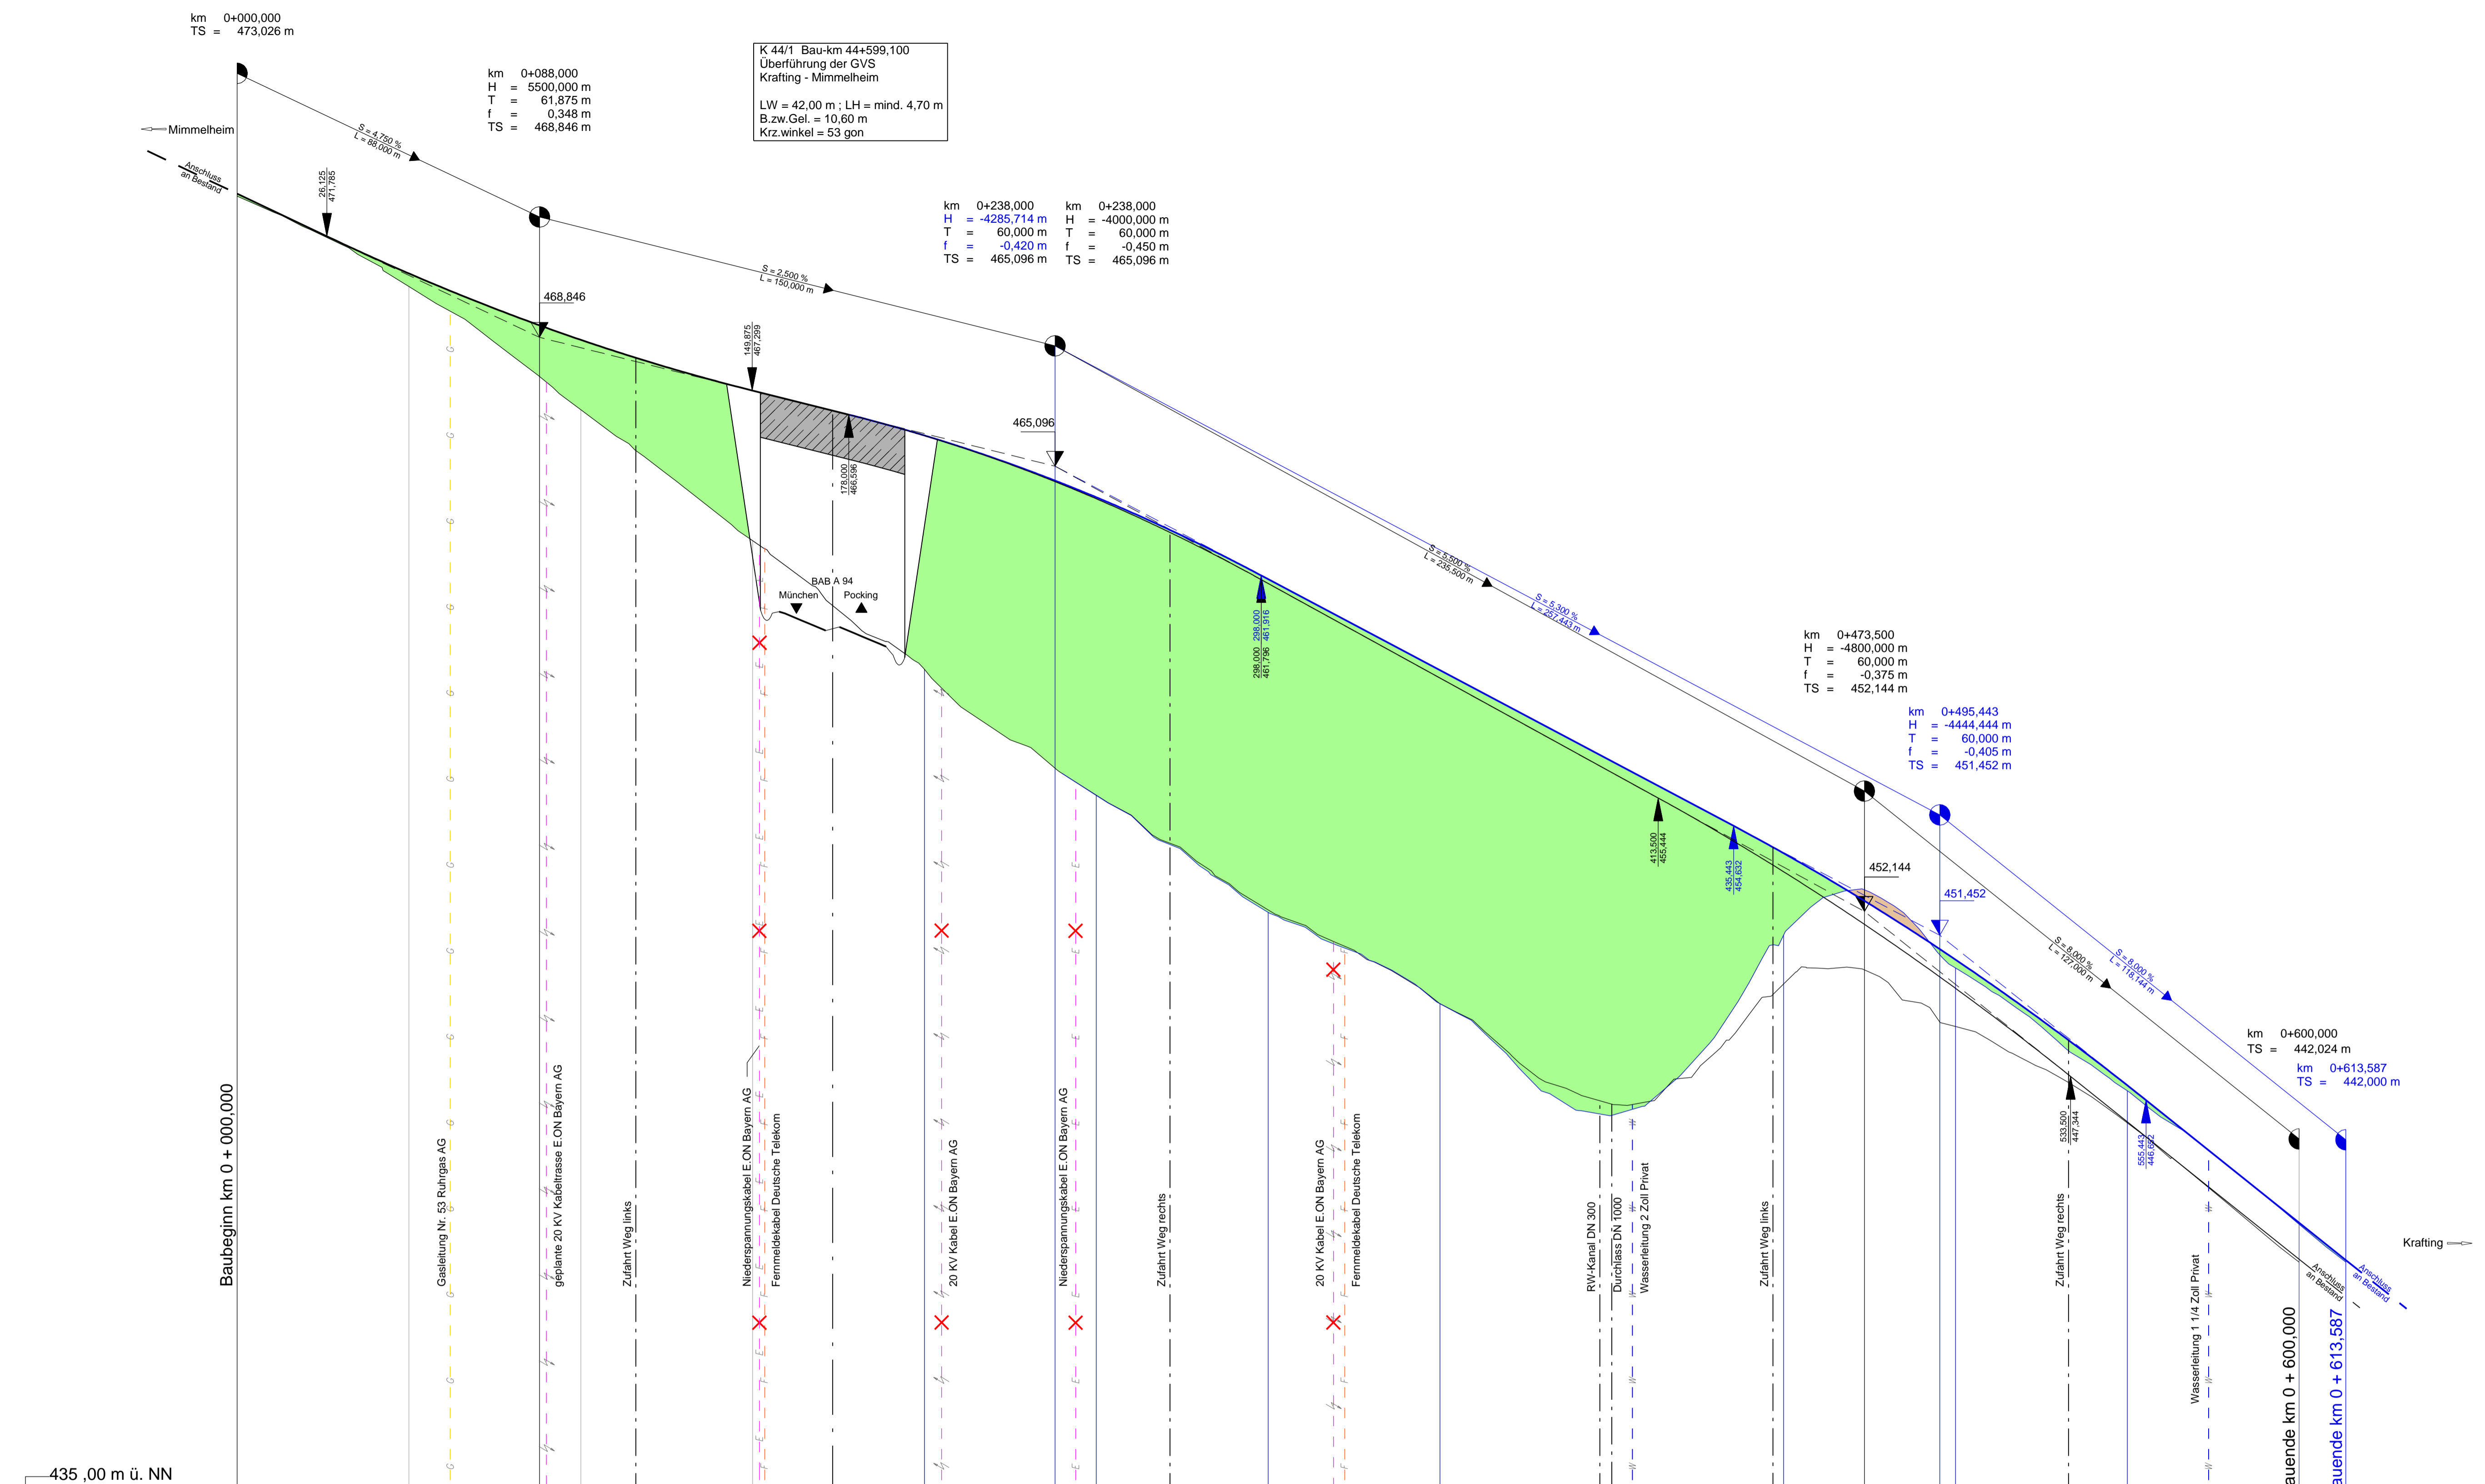 km 0+000,000
TS = 473,026 m
km 0+088,000
H = 5500,000 m
T = 61,875 m
f = 0,348 m
TS = 468,846 m
K 44/1 Bau-km 44+599,100
Überführung der GVS
Krafting - Mimmelheim
LW = 42,00 m ; LH = mind. 4,70 m
B.zw.Gel. = 10,60 m
Krz.winkel = 53 gon
Mimmelheim
Anschluss
an Bestand
S = 4,750 %
L = 88,000 m
26,125
471,785
km 0+238,000
H = -4285,714 m
T = 60,000 m
f = -0,420 m
TS = 465,096 m
km 0+238,000
H = -4000,000 m
T = 60,000 m
f = -0,450 m
TS = 465,096 m
S = 2,500 %
L = 150,000 m
468,846
149,875
467,299
465,096
178,000
466,596
BAB A 94
München
Pocking
S = 5,500 %
L = 235,500 m
S = 5,300 %
L = 257,443 m
298,000
461,916
298,000
461,796
km 0+473,500
H = -4800,000 m
T = 60,000 m
f = -0,375 m
TS = 452,144 m
km 0+495,443
H = -4444,444 m
T = 60,000 m
f = -0,405 m
TS = 451,452 m
413,500
455,444
435,443
454,632
452,144
451,452
S = 8,000 %
L = 127,000 m
S = 8,000 %
L = 118,144 m
km 0+600,000
TS = 442,024 m
km 0+613,587
TS = 442,000 m
533,500
447,344
555,443
446,652
Baubeginn km 0 + 000,000
Gasleitung Nr. 53 Ruhrgas AG
geplante 20 KV Kabeltrasse E.ON Bayern AG
Zufahrt Weg links
Niederspannungskabel E.ON Bayern AG
Fernmeldekabel Deutsche Telekom
20 KV Kabel E.ON Bayern AG
Niederspannungskabel E.ON Bayern AG
Zufahrt Weg rechts
20 KV Kabel E.ON Bayern AG
Fernmeldekabel Deutsche Telekom
RW-Kanal DN 300
Durchlass DN 1000
Wasserleitung 2 Zoll Privat
Zufahrt Weg links
Zufahrt Weg rechts
Wasserleitung 1 1/4 Zoll Privat
auende km 0 + 600,000
auende km 0 + 613,587
Anschluss
an Bestand
Anschluss
an Bestand
Krafting
435 ,00 m ü. NN